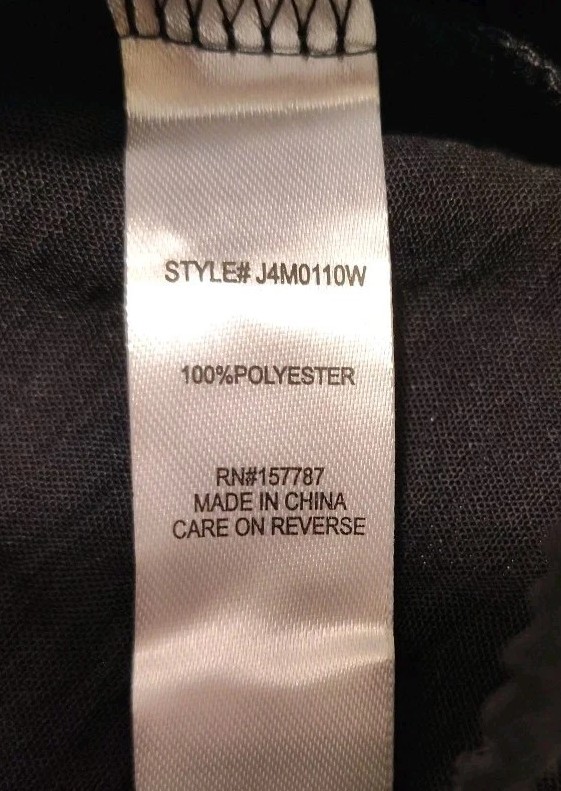 STYLE# J4M0110W
100%POLYESTER
RN#157787
MADE IN CHINA
CARE ON REVERSE